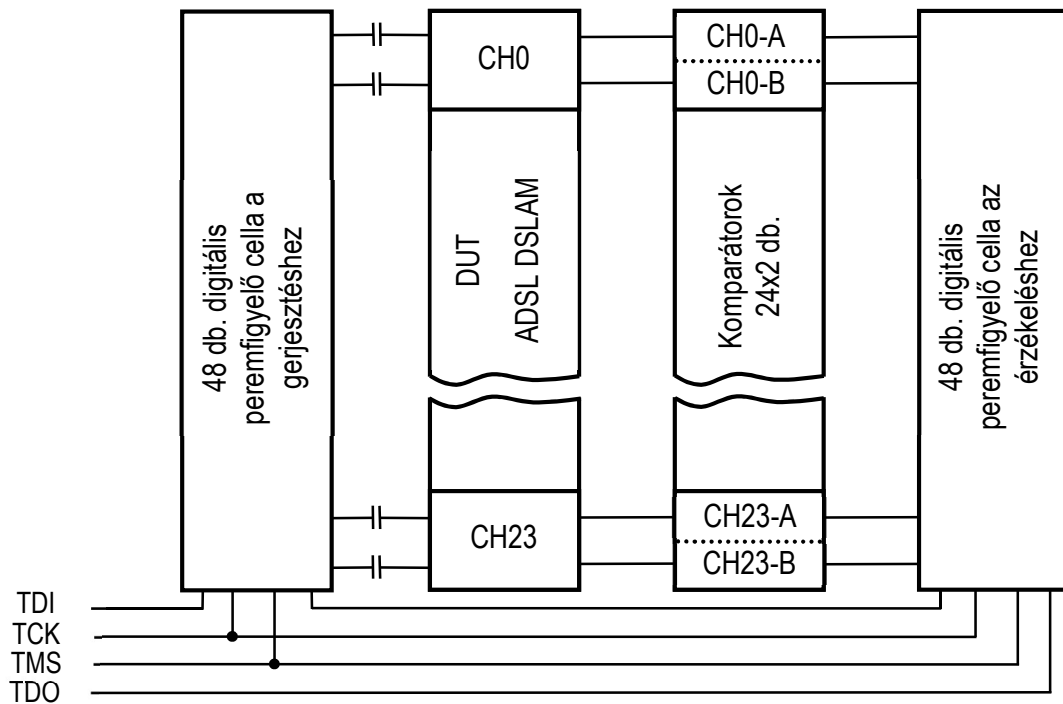 48 db. digitális
peremfigyelő cella a
gerjesztéshez
CH0
DUT
ADSL DSLAM
CH23
CH0-A
CH0-B
Komparátorok
24x2 db.
CH23-A
CH23-B
48 db. digitális
peremfigyelő cella az
érzékeléshez
TDI
TCK
TMS
TDO